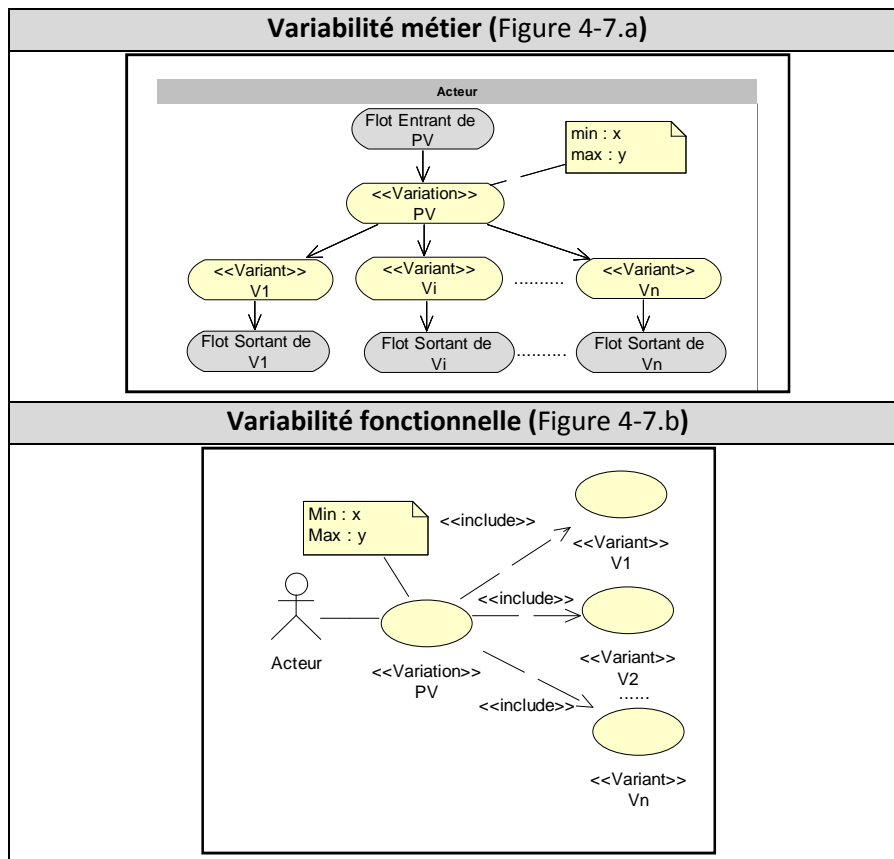 Variabilité métier (Figure 4-7.a)
Acteur
Flot Entrant de
PV
min : x
max : y
<<Variation>>
PV
<<Variant>>
V1
<<Variant>>
Vi
..........
<<Variant>>
Vn
Flot Sortant de
V1
Flot Sortant de
Vi
..........
Flot Sortant de
Vn
Variabilité fonctionnelle (Figure 4-7.b)
Min : x
Max : y
<<include>>
<<Variant>>
V1
<<include>>
Acteur
<<Variation>>
PV
<<Variant>>
V2
......
<<include>>
<<Variant>>
Vn